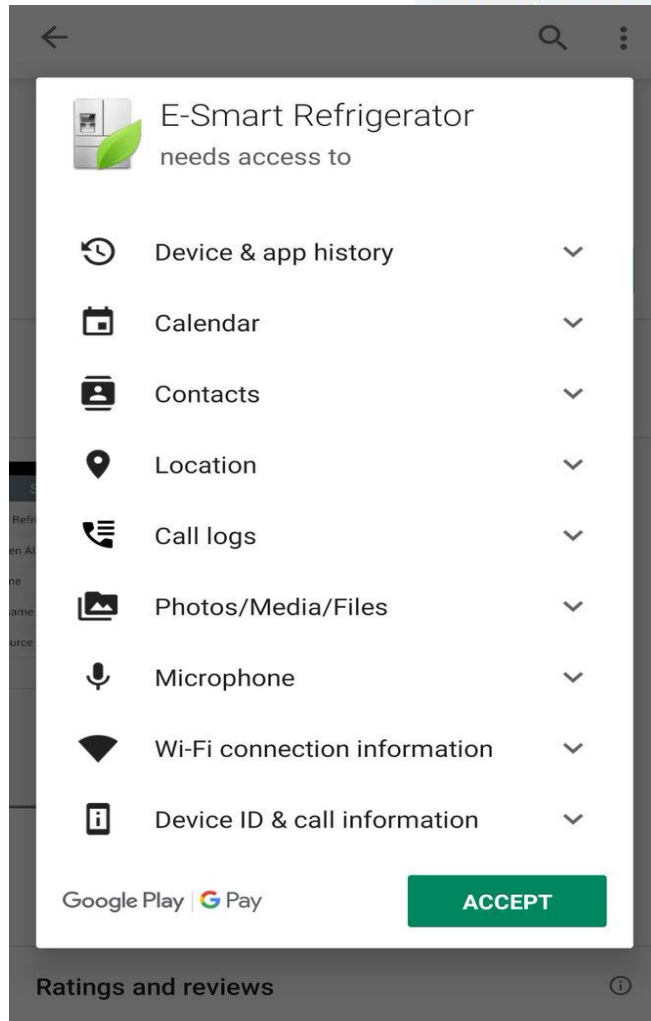 E-Smart Refrigerator
needs access to
Device & app history
Calendar
Contacts
Location
Call logs
Photos/Media/Files
Microphone
Wi-Fi connection information
Device ID & call information
Google Play | G Pay
ACCEPT
Ratings and reviews